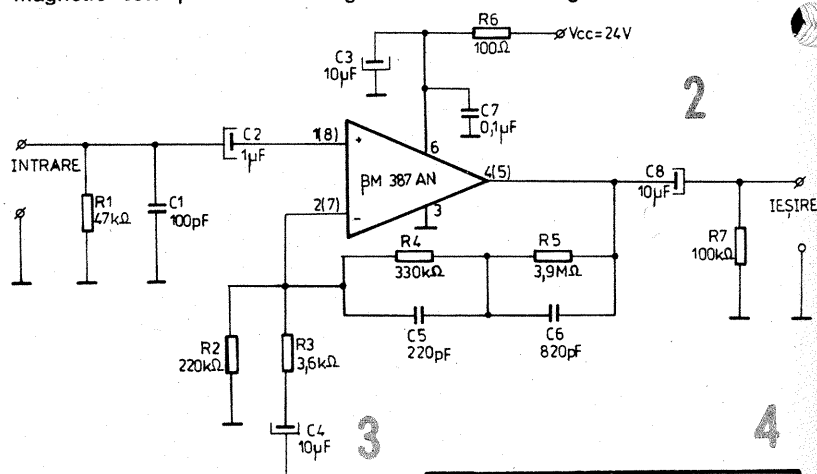 R6
100Ω
Vcc=24V
C3
10μF
2
C7
0,1μF
C2
1μF
1(8)
+
6
INTRARE
BM 387 AN
4(5)
C8
10μF
R1
47kΩ
C1
100pF
2(7)
-
3
IEȘIRE
R4
330kΩ
R5
3,9MΩ
R7
100kΩ
C5
220pF
C6
820pF
R2
220kΩ
R3
3,6kΩ
C4
10μF
3
4